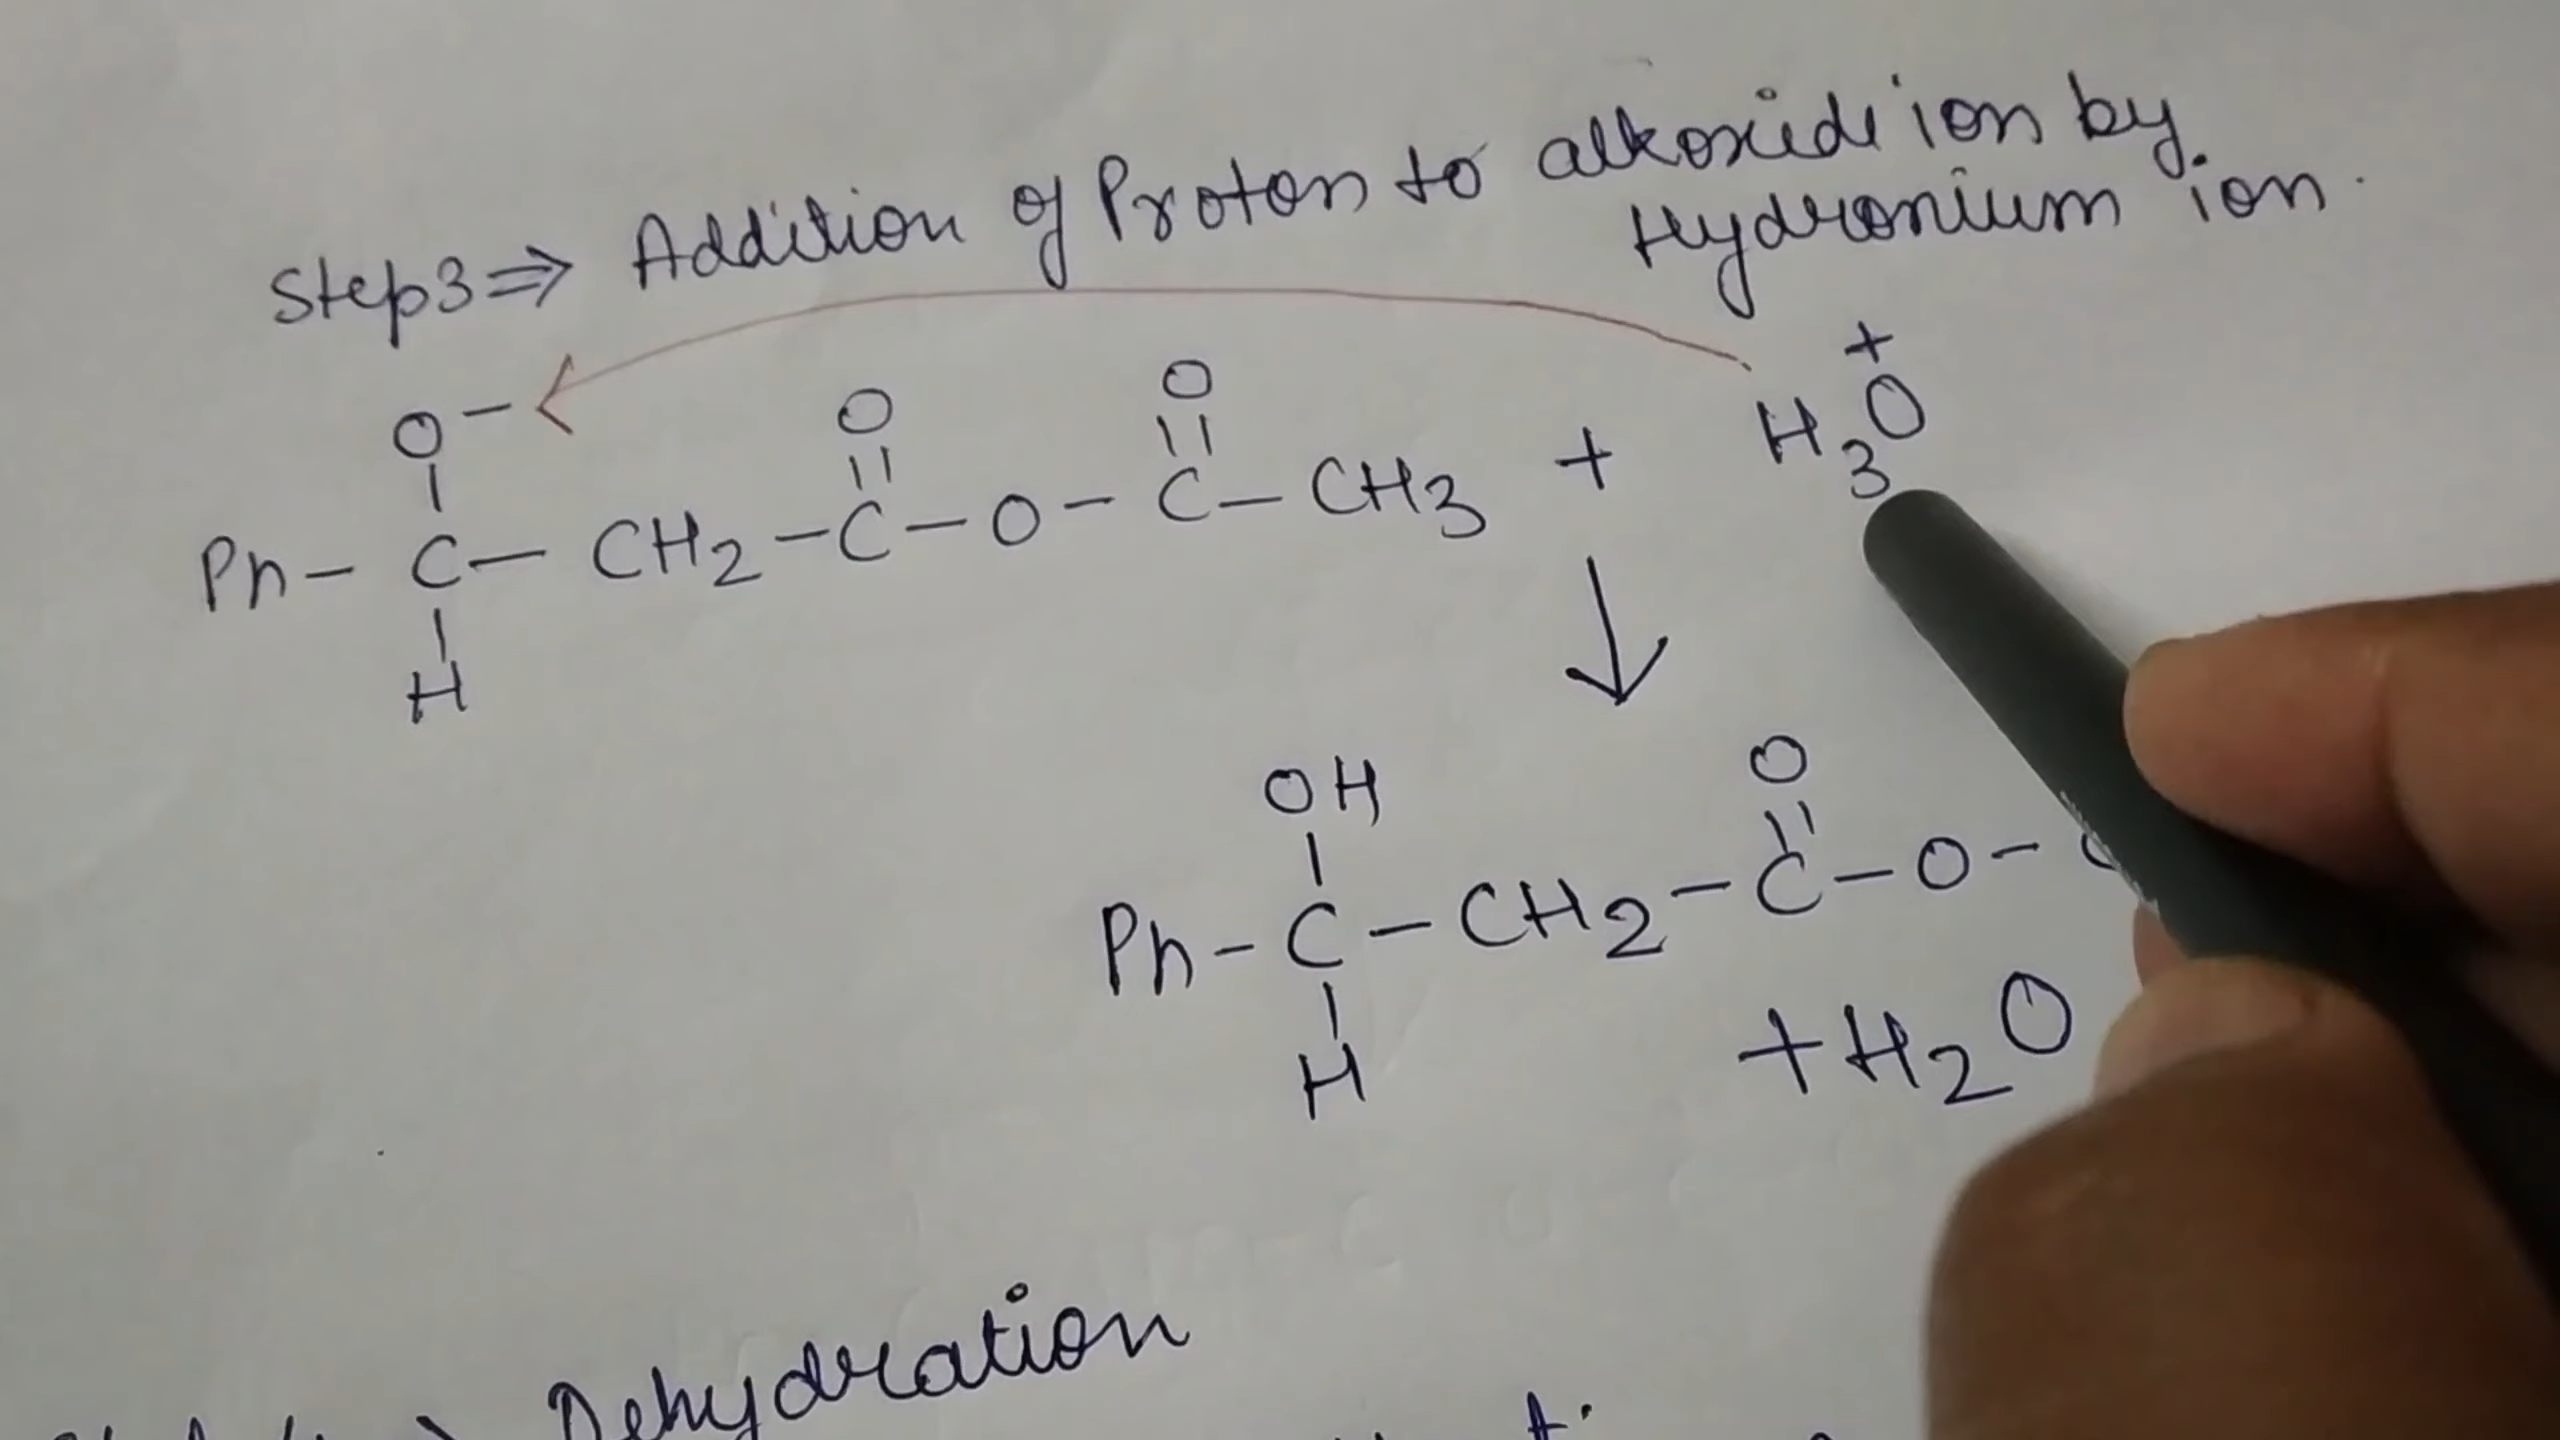 Step3⇒ Addition of Proton to alkoxide ion by
Hydronium ion.
O⁻ O O H₃O⁺
Ph-C-CH₂-C-O-C-CH₃ +
H
↓
OH O
Ph-C-CH₂-C-O-
H
+H₂O
Dehydration